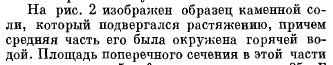 На рис. 2 изображен образец каменной со-
ли, который подвергался растяжению, причем
средняя часть его была окружена горячей во-
дой. Площадь поперечного сечения в этой части